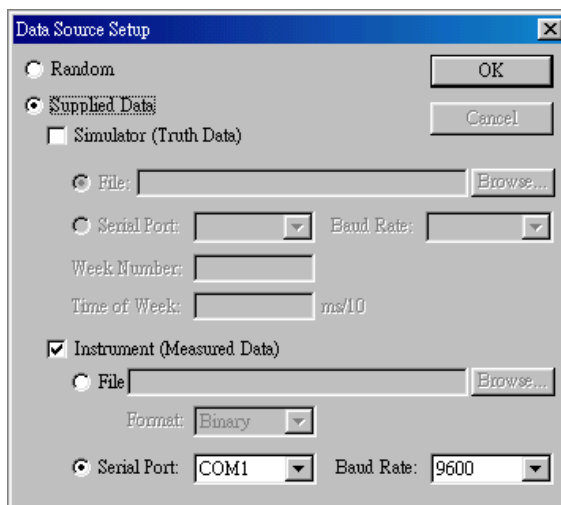 Data Source Setup
Random
OK
Supplied Data
Cancel
Simulator (Truth Data)
File:
Browse...
Serial Port:
Baud Rate:
Week Number:
Time of Week:
ms/10
Instrument (Measured Data)
File
Browse...
Format: Binary
Serial Port: COM1
Baud Rate: 9600